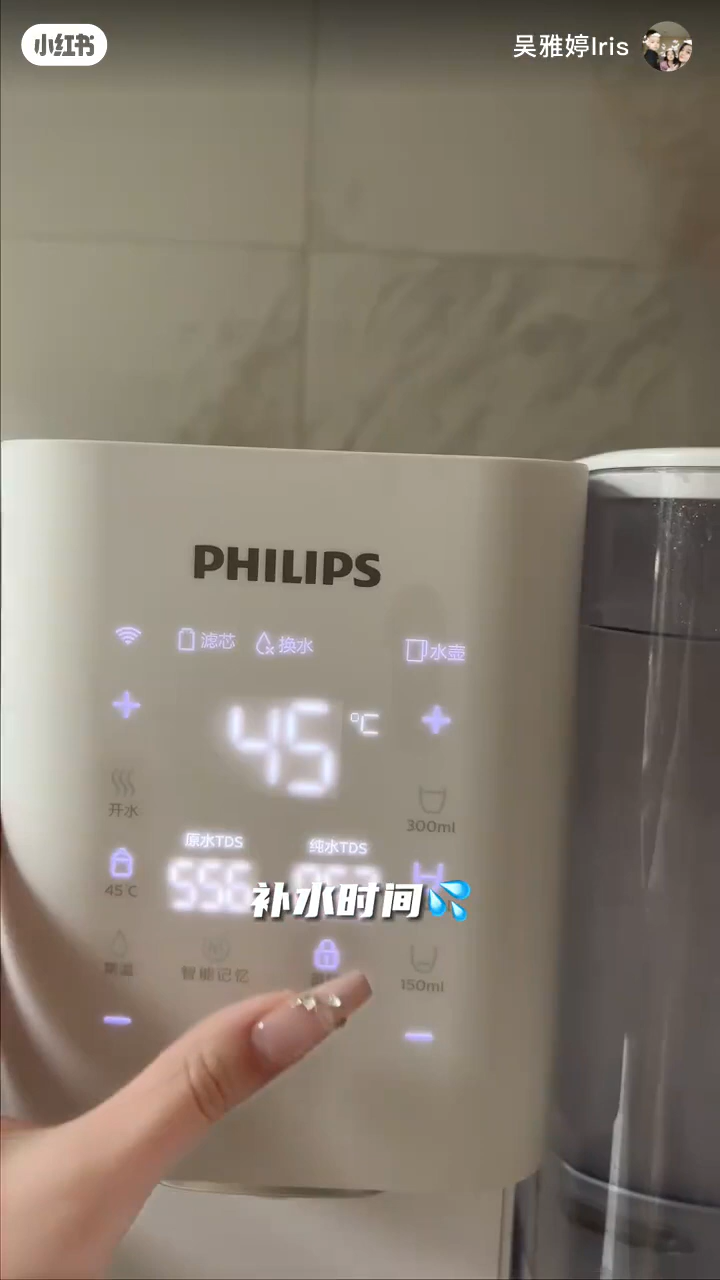 小红书
吴雅婷Iris
PHILIPS
滤芯
换水
水壶
45
°C
开水
300ml
原水TDS
纯水TDS
556
45°C
补水时间💦
常温
智能记忆
150ml